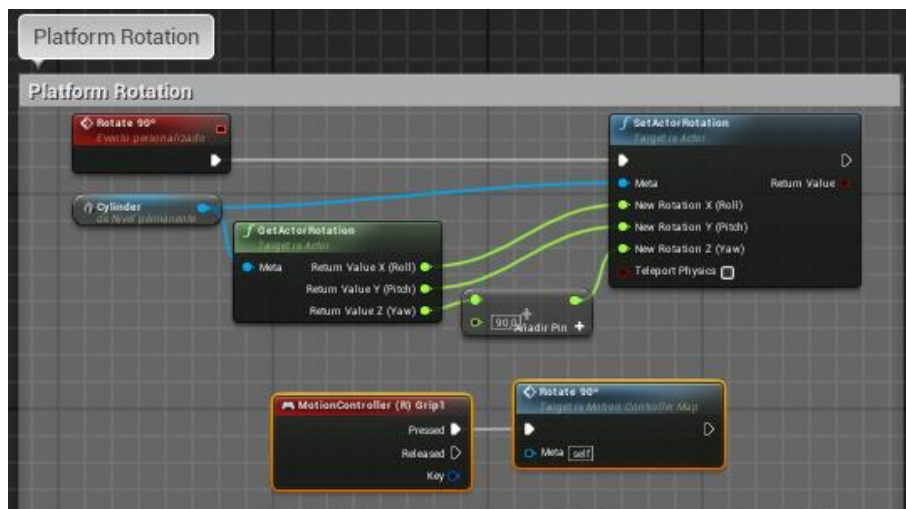 Platform Rotation
Platform Rotation
Rotate 90º
Evento personalizado
Cylinder
de Nivel permanente
GetActorRotation
Target is Actor
Meta
Return Value X (Roll)
Return Value Y (Pitch)
Return Value Z (Yaw)
90,0
Añadir Pin
SetActorRotation
Target is Actor
Meta
Return Value
New Rotation X (Roll)
New Rotation Y (Pitch)
New Rotation Z (Yaw)
Teleport Physics
MotionController (R) Grip1
Pressed
Released
Key
Rotate 90º
Target is Motion Controller Map
Meta self